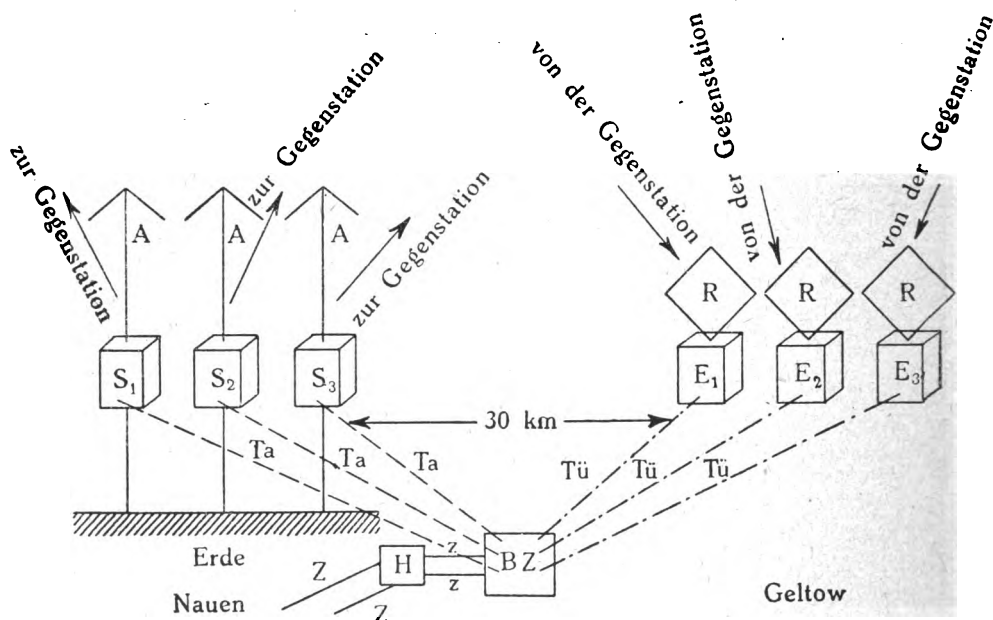 zur Gegenstation
zur Gegenstation
zur Gegenstation
von der Gegenstation
von der Gegenstation
von der Gegenstation
A
A
A
R
R
R
S1
S2
S3
E1
E2
E3
30 km
Ta
Ta
Ta
Tü
Tü
Tü
Erde
Z
H
z
z
BZ
Nauen
Z
Geltow